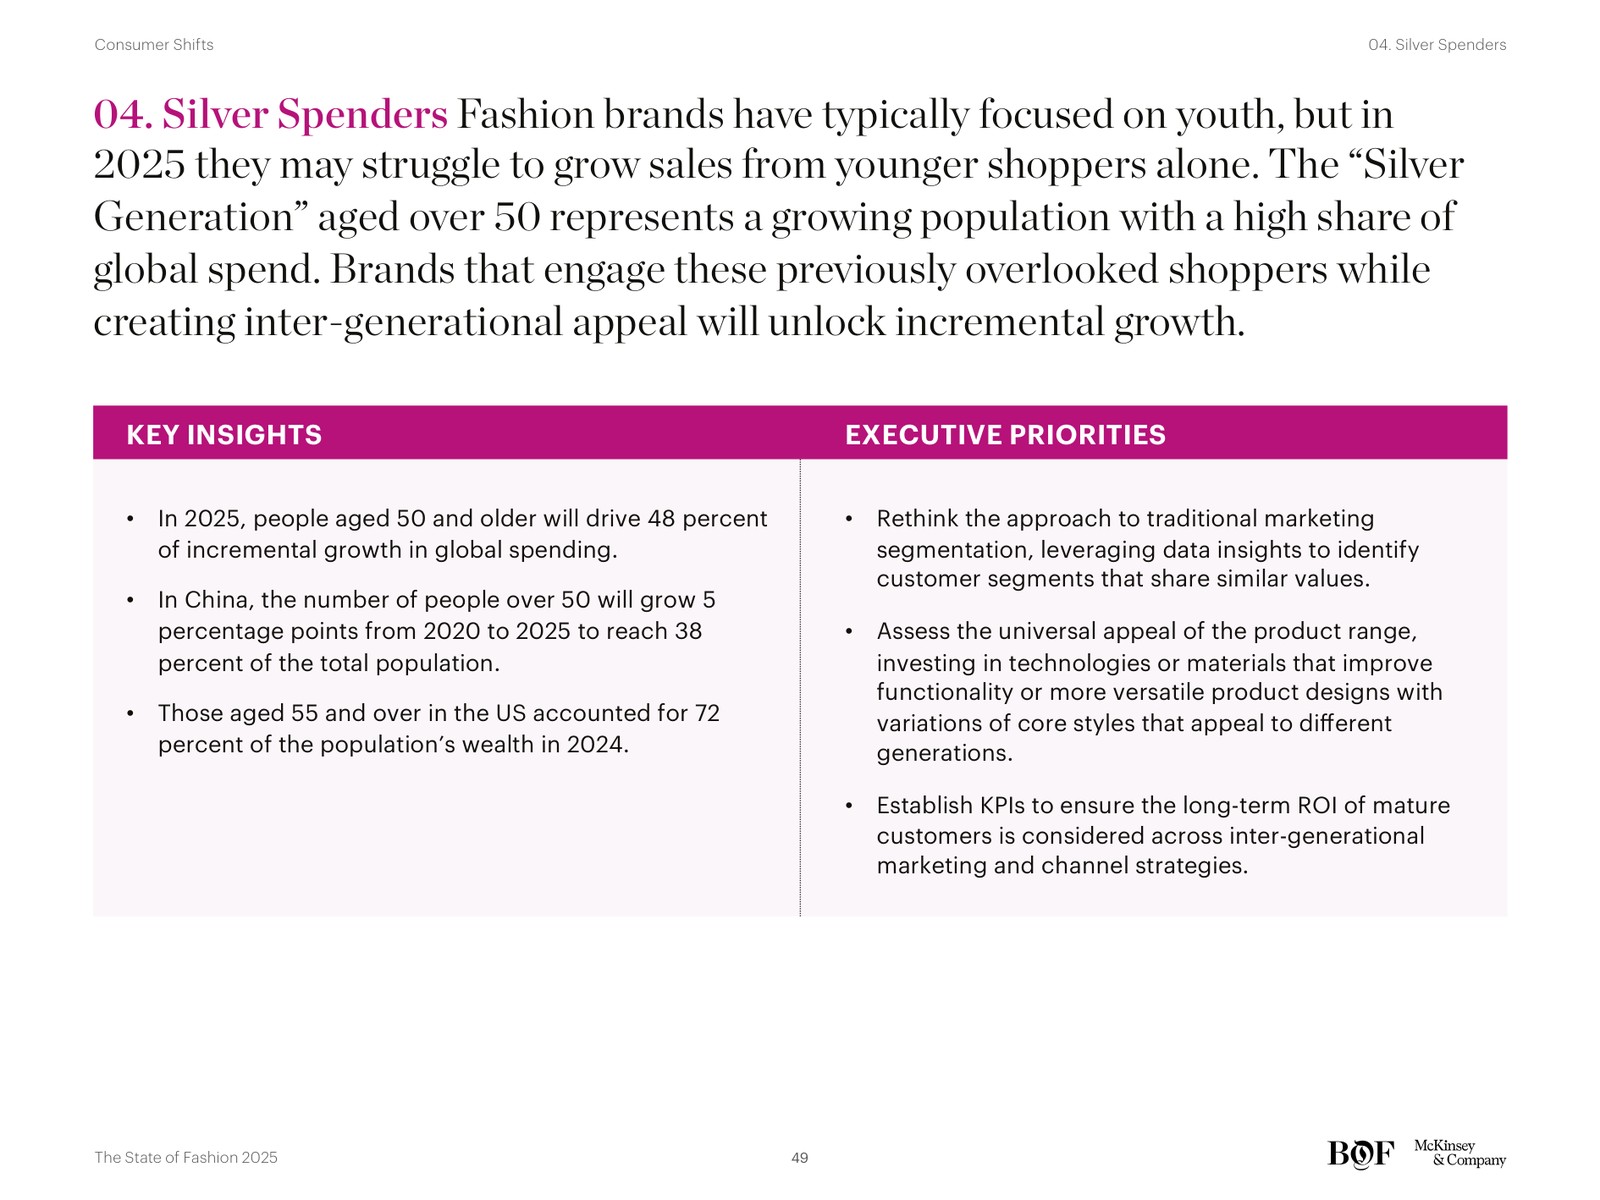 Consumer Shifts
04. Silver Spenders
04. Silver Spenders Fashion brands have typically focused on youth, but in
2025 they may struggle to grow sales from younger shoppers alone. The “Silver
Generation” aged over 50 represents a growing population with a high share of
global spend. Brands that engage these previously overlooked shoppers while
creating inter-generational appeal will unlock incremental growth.
KEY INSIGHTS
• In 2025, people aged 50 and older will drive 48 percent
of incremental growth in global spending.
• In China, the number of people over 50 will grow 5
percentage points from 2020 to 2025 to reach 38
percent of the total population.
• Those aged 55 and over in the US accounted for 72
percent of the population’s wealth in 2024.
EXECUTIVE PRIORITIES
• Rethink the approach to traditional marketing
segmentation, leveraging data insights to identify
customer segments that share similar values.
• Assess the universal appeal of the product range,
investing in technologies or materials that improve
functionality or more versatile product designs with
variations of core styles that appeal to different
generations.
• Establish KPIs to ensure the long-term ROI of mature
customers is considered across inter-generational
marketing and channel strategies.
The State of Fashion 2025
49
BOF
McKinsey
& Company